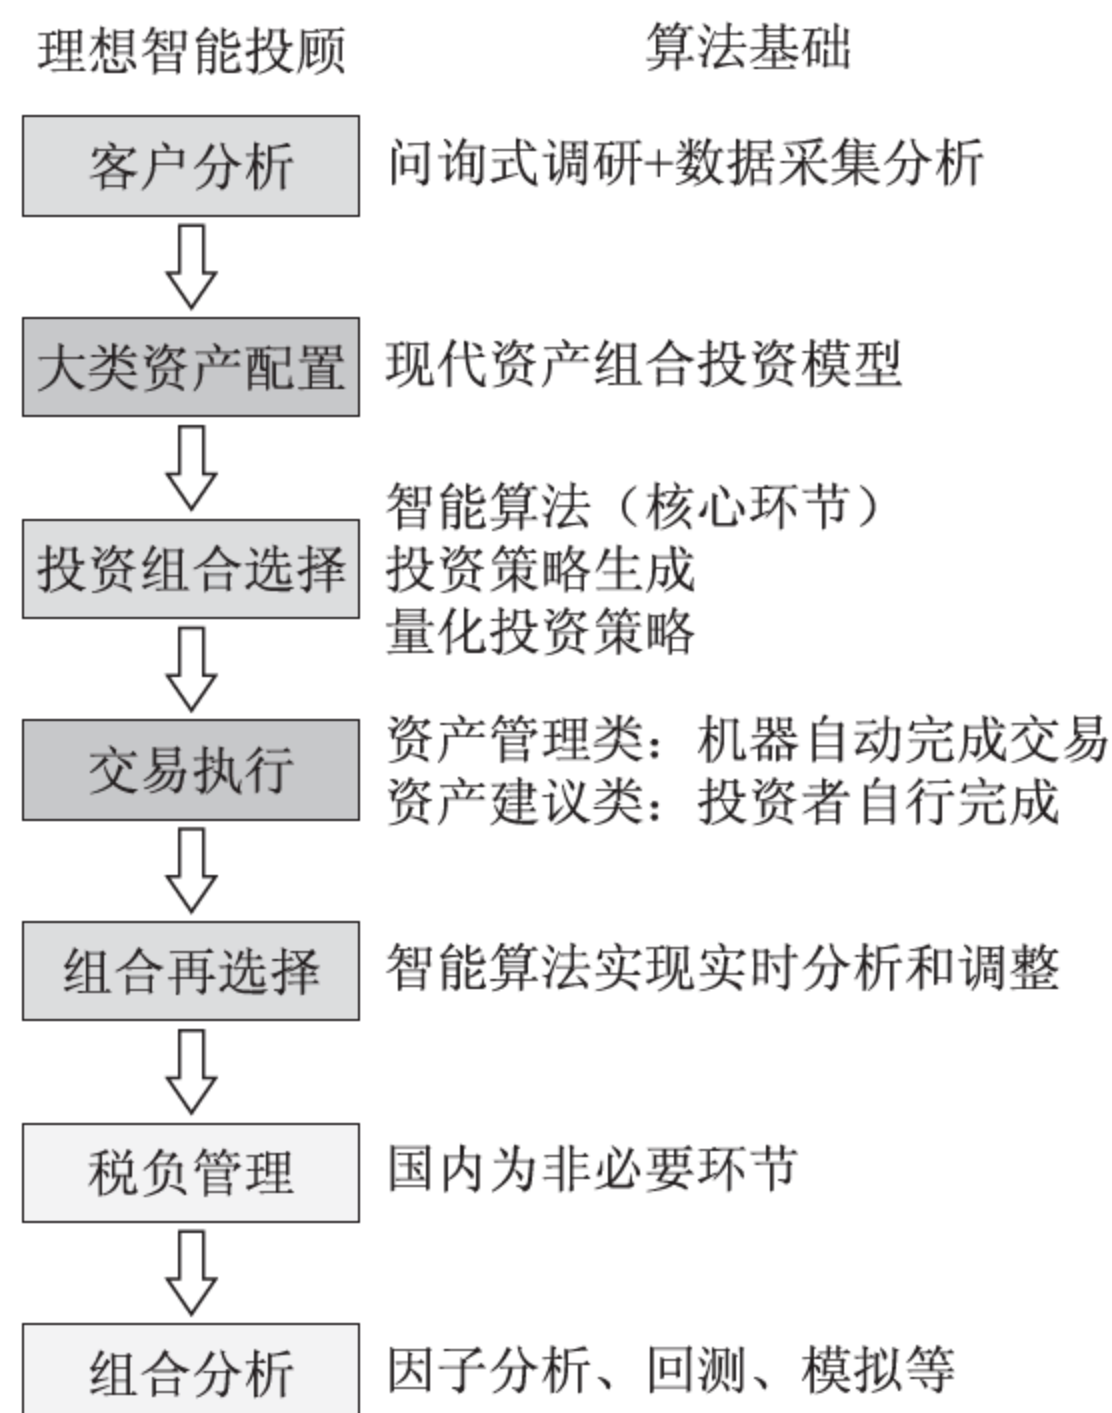 理想智能投顾
算法基础
客户分析
问询式调研+数据采集分析
大类资产配置
现代资产组合投资模型
投资组合选择
智能算法（核心环节）
投资策略生成
量化投资策略
交易执行
资产管理类：机器自动完成交易
资产建议类：投资者自行完成
组合再选择
智能算法实现实时分析和调整
税负管理
国内为非必要环节
组合分析
因子分析、回测、模拟等